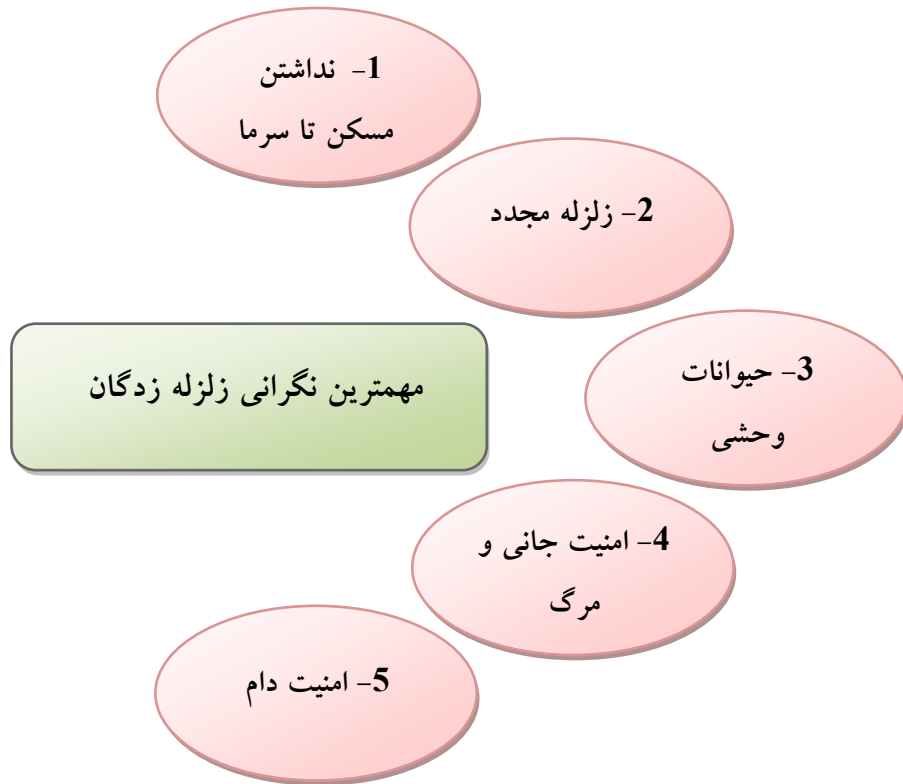 1- نداشتن
مسکن تا سرما
2- زلزله مجدد
مهمترین نگرانی زلزله زدگان
3- حیوانات
وحشی
4- امنیت جانی و
مرگ
5- امنیت دام